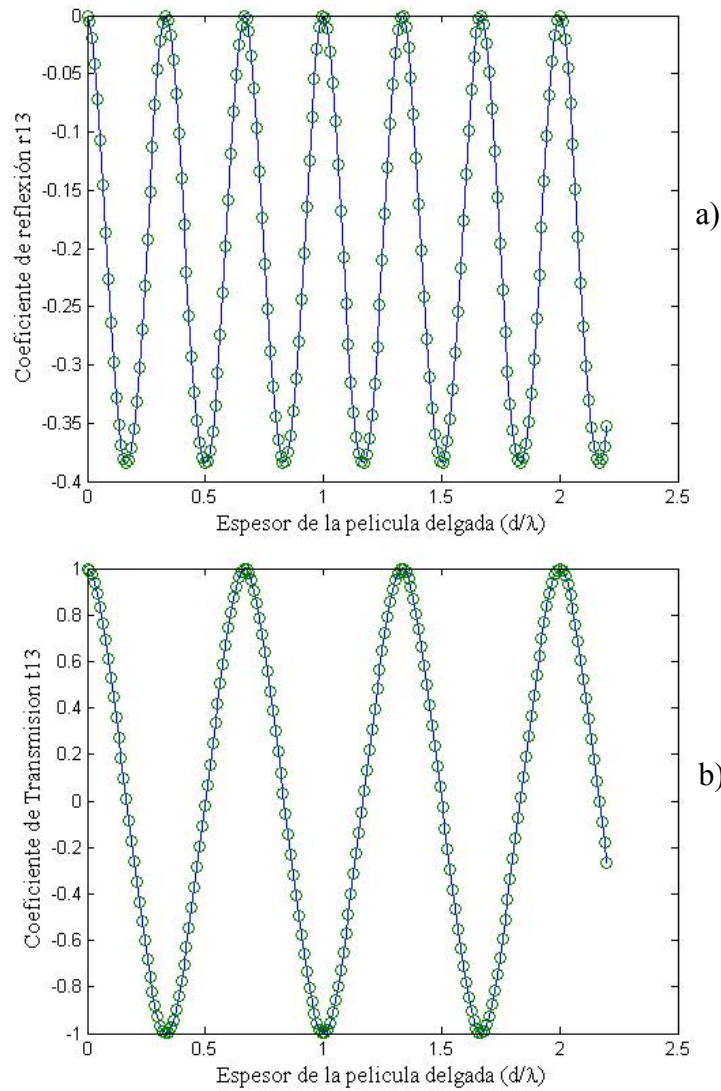 0
-0.05
-0.1
-0.15
-0.2
-0.25
-0.3
-0.35
-0.4
Coeficiente de reflexión r13
a)
0 0.5 1 1.5 2 2.5
Espesor de la pelicula delgada (d/λ)
1
0.8
0.6
0.4
0.2
0
-0.2
-0.4
-0.6
-0.8
-1
Coeficiente de Transmision t13
b)
0 0.5 1 1.5 2 2.5
Espesor de la pelicula delgada (d/λ)